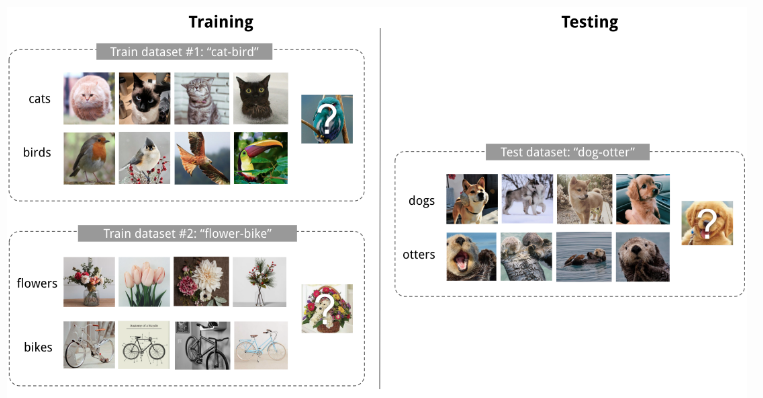 Training
Testing
Train dataset #1: “cat-bird”
cats
?
birds
Train dataset #2: “flower-bike”
flowers
?
bikes
Test dataset: “dog-otter”
dogs
?
otters